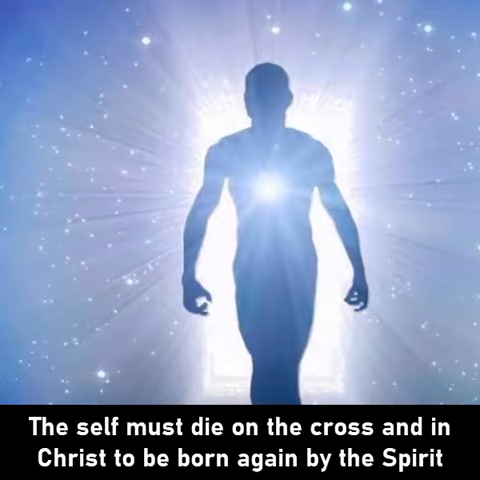 The self must die on the cross and in
Christ to be born again by the Spirit